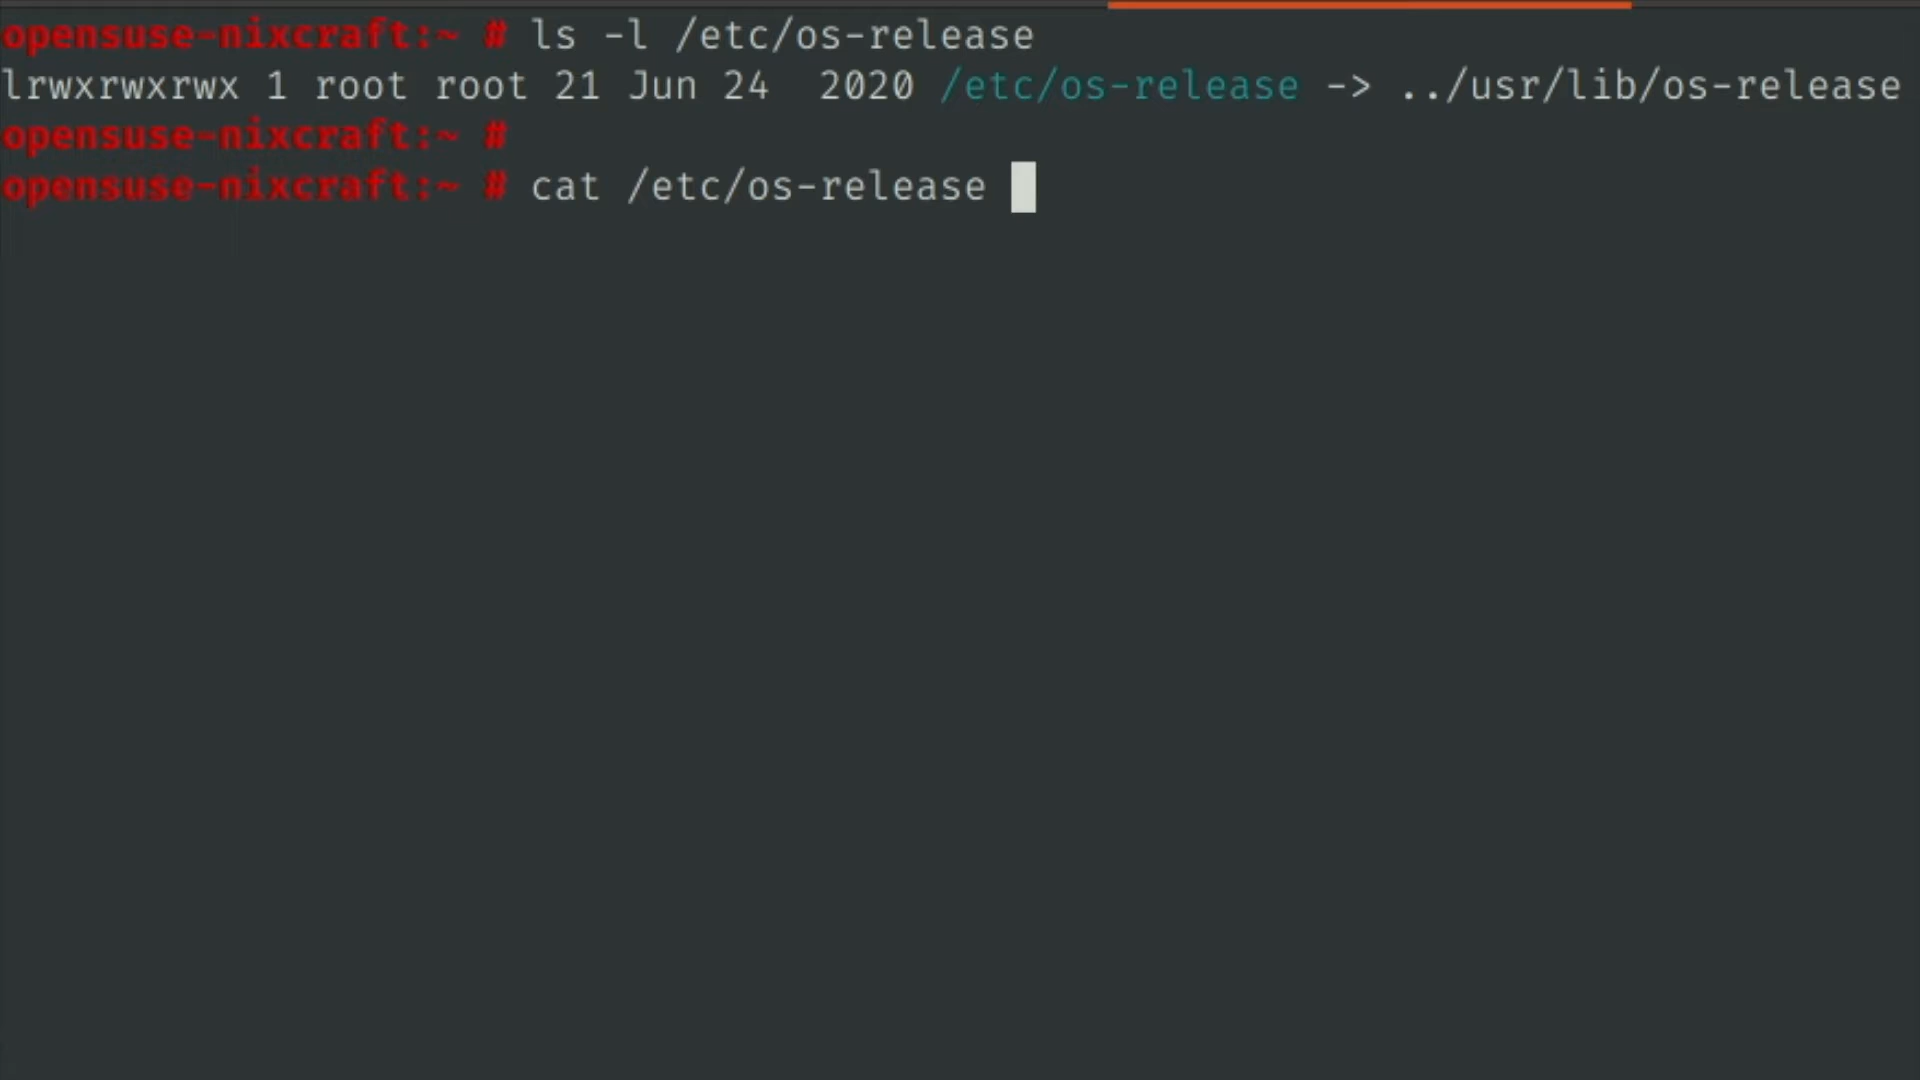 opensuse-nixcraft:~ # ls -l /etc/os-release
lrwxrwxrwx 1 root root 21 Jun 24  2020 /etc/os-release -> ../usr/lib/os-release
opensuse-nixcraft:~ #
opensuse-nixcraft:~ # cat /etc/os-release